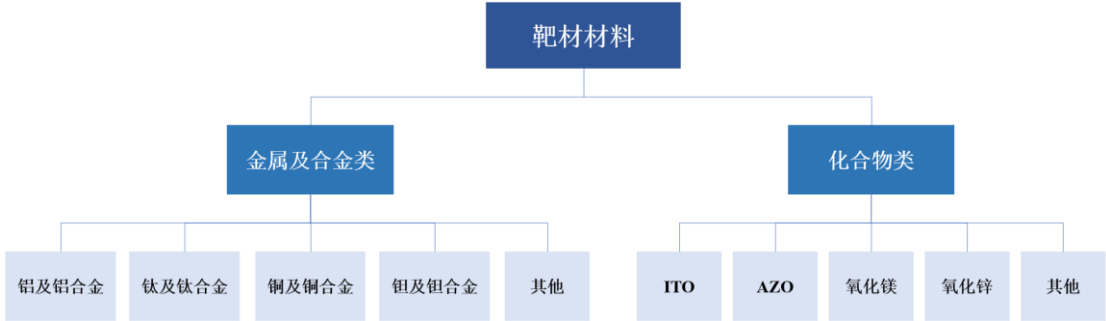 靶材材料
金属及合金类
化合物类
铝及铝合金
钛及钛合金
铜及铜合金
钽及钽合金
其他
ITO
AZO
氧化镁
氧化锌
其他